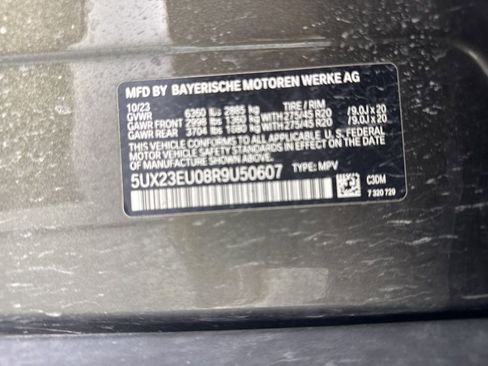 MFD BY BAYERISCHE MOTOREN WERKE AG
10/23 TIRE / RIM
GVWR 6360 lbs 2885 kg
GAWR FRONT 2998 lbs 1360 kg WITH 275/45 R20 /9.0J x 20
GAWR REAR 3704 lbs 1680 kg WITH 275/45 R20 /9.0J x 20
THIS VEHICLE CONFORMS TO ALL APPLICABLE U. S. FEDERAL
MOTOR VEHICLE SAFETY STANDARDS IN EFFECT ON THE DATE
OF MANUFACTURE SHOWN ABOVE.
5UX23EU08R9U50607 TYPE: MPV
C3DM
7 320 720